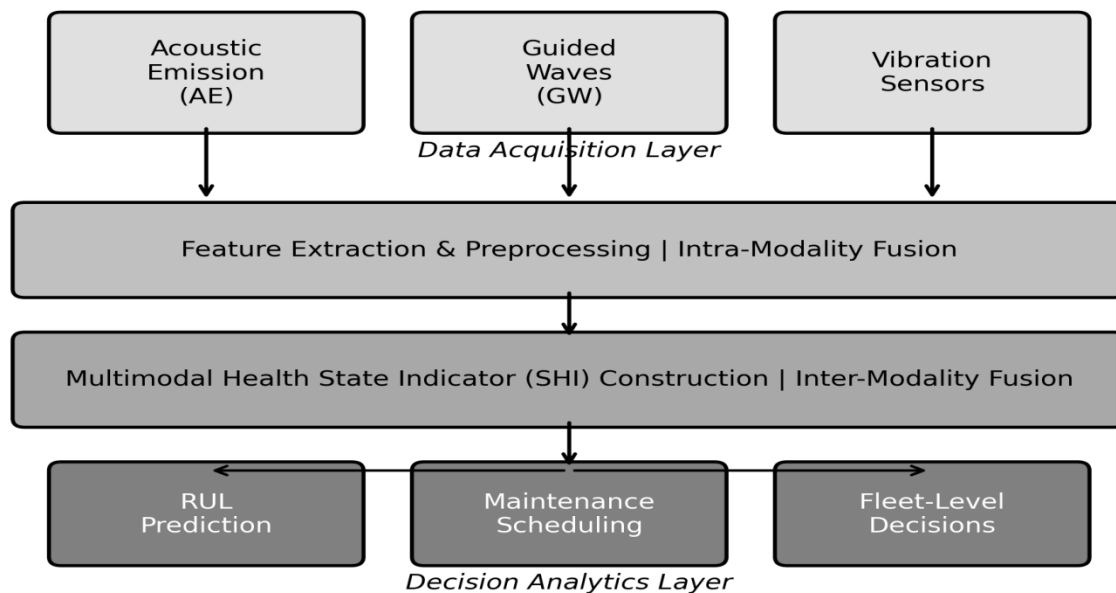 Acoustic
Emission
(AE)
Guided
Waves
(GW)
Vibration
Sensors
Data Acquisition Layer
Feature Extraction & Preprocessing | Intra-Modality Fusion
Multimodal Health State Indicator (SHI) Construction | Inter-Modality Fusion
RUL
Prediction
Maintenance
Scheduling
Fleet-Level
Decisions
Decision Analytics Layer